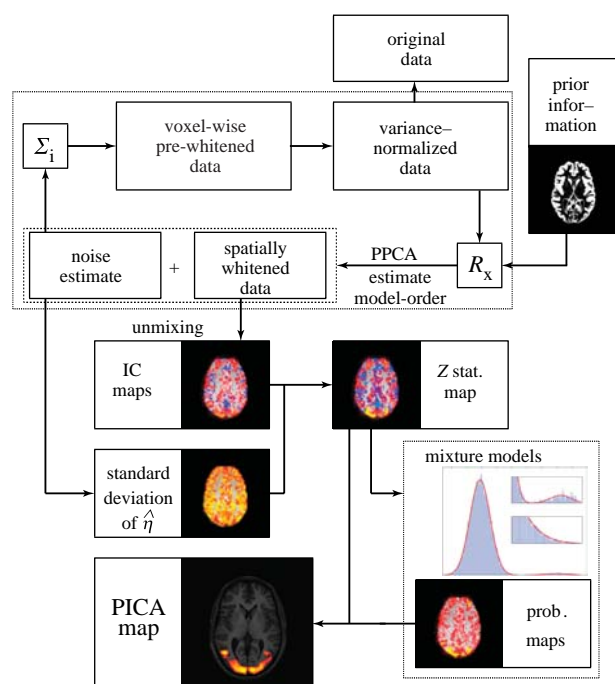 original
data
prior
infor–
mation
Σi
voxel-wise
pre-whitened
data
variance–
normalized
data
noise
estimate
+
spatially
whitened
data
PPCA
estimate
model-order
Rx
unmixing
IC
maps
Z stat.
map
standard
deviation
of η̂
mixture models
PICA
map
prob.
maps